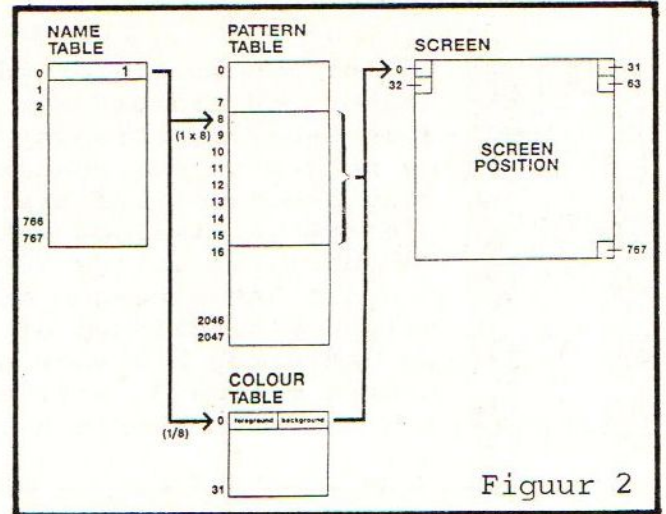 NAME
TABLE
0
1
1
2
766
767
PATTERN
TABLE
0
7
8
(1 x 8)
9
10
11
12
13
14
15
16
2046
2047
COLOUR
TABLE
0
foreground
background
(1/8)
31
SCREEN
0
31
32
63
SCREEN
POSITION
767
Figuur 2